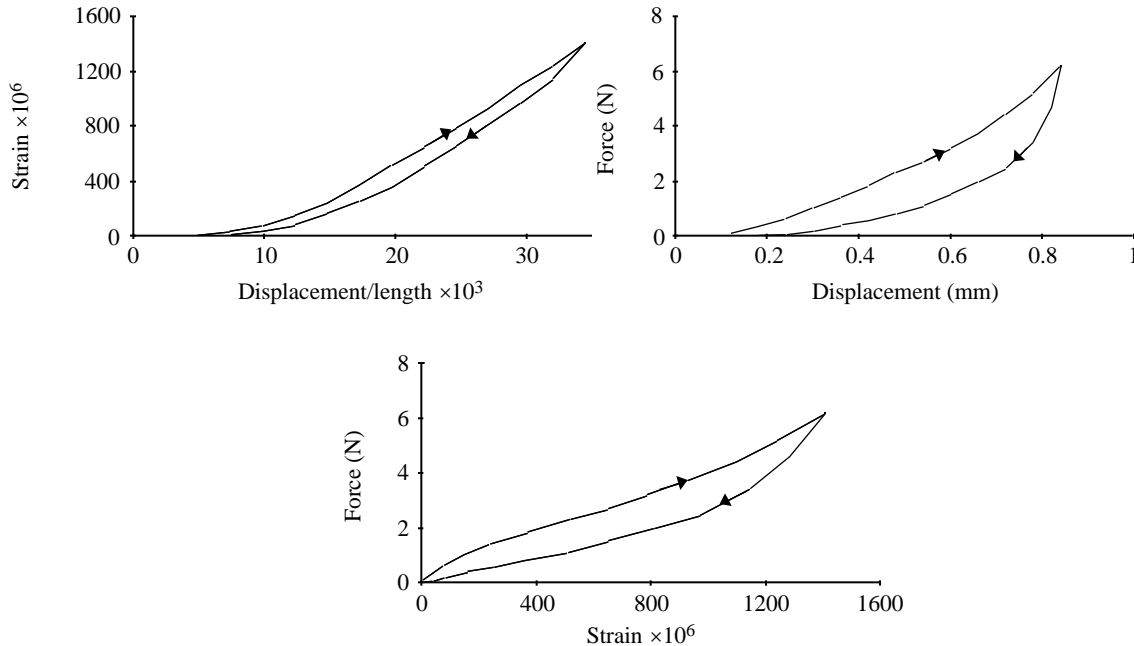 1600
1200
800
400
0
Strain ×10⁶
0 10 20 30
Displacement/length ×10³
8
6
4
2
0
Force (N)
0 0.2 0.4 0.6 0.8 1
Displacement (mm)
8
6
4
2
0
Force (N)
0 400 800 1200 1600
Strain ×10⁶